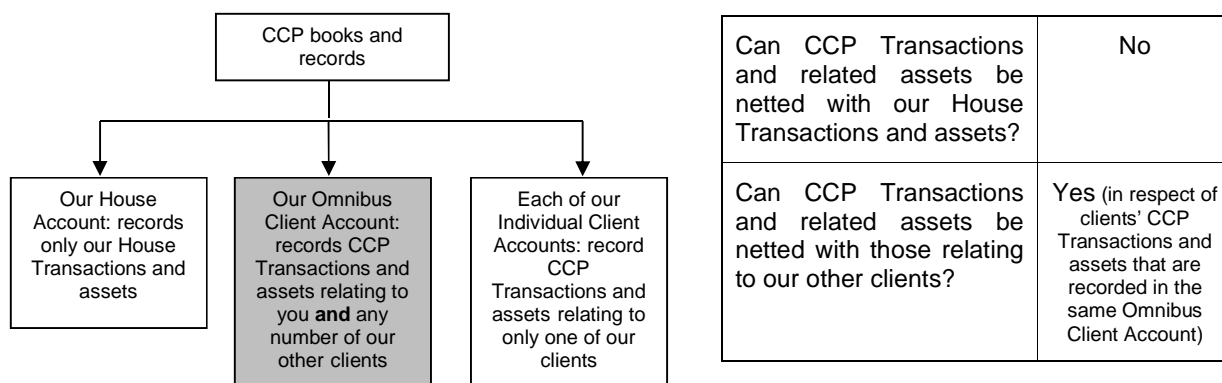 CCP books and
records
Our House
Account: records
only our House
Transactions and
assets
Our Omnibus
Client Account:
records CCP
Transactions and
assets relating to
you and any
number of our
other clients
Each of our
Individual Client
Accounts: record
CCP
Transactions and
assets relating to
only one of our
clients
Can CCP Transactions
and related assets be
netted with our House
Transactions and assets?
No
Can CCP Transactions
and related assets be
netted with those relating
to our other clients?
Yes (in respect of
clients’ CCP
Transactions and
assets that are
recorded in the
same Omnibus
Client Account)